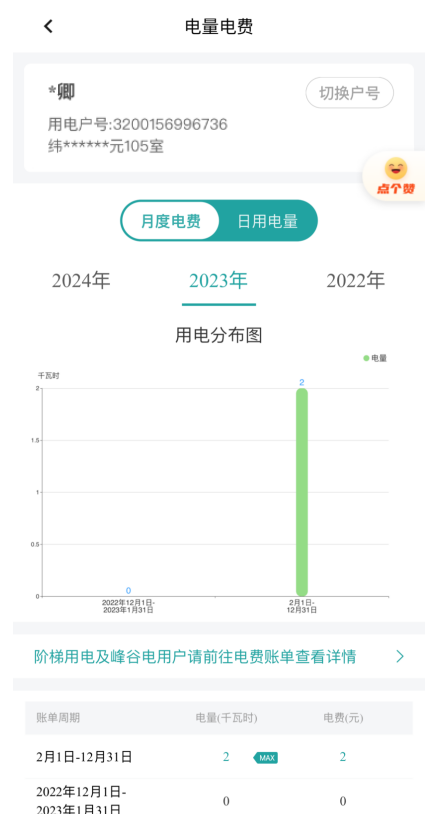 电量电费
*卿
切换户号
用电户号:3200156996736
纬******元105室
点个赞
月度电费 日用电量
2024年 2023年 2022年
用电分布图
电量
千瓦时
2
2
1.5
1
0.5
0
0
2022年12月1日-
2023年1月31日
2月1日-
12月31日
阶梯用电及峰谷电用户请前往电费账单查看详情
账单周期 电量(千瓦时) 电费(元)
2月1日-12月31日 2 MAX 2
2022年12月1日-
2023年1月31日 0 0